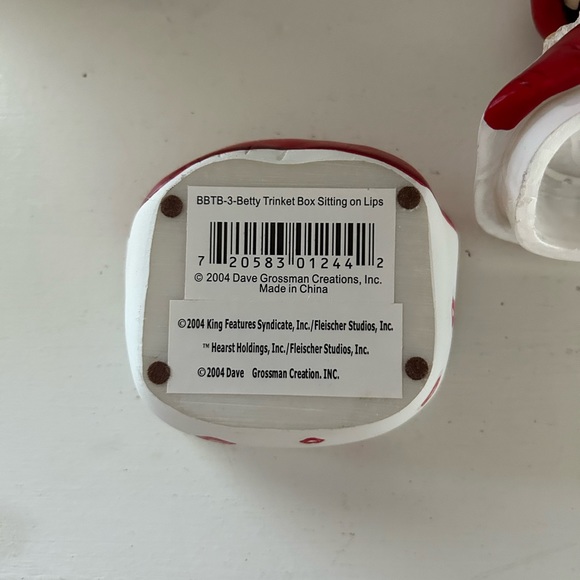 BBTB-3-Betty Trinket Box Sitting on Lips
7 20583 01244 2
© 2004 Dave Grossman Creations, Inc.
Made in China
©2004 King Features Syndicate, Inc./Fleischer Studios, Inc.
™ Hearst Holdings, Inc./Fleischer Studios, Inc.
©2004 Dave Grossman Creation. INC.